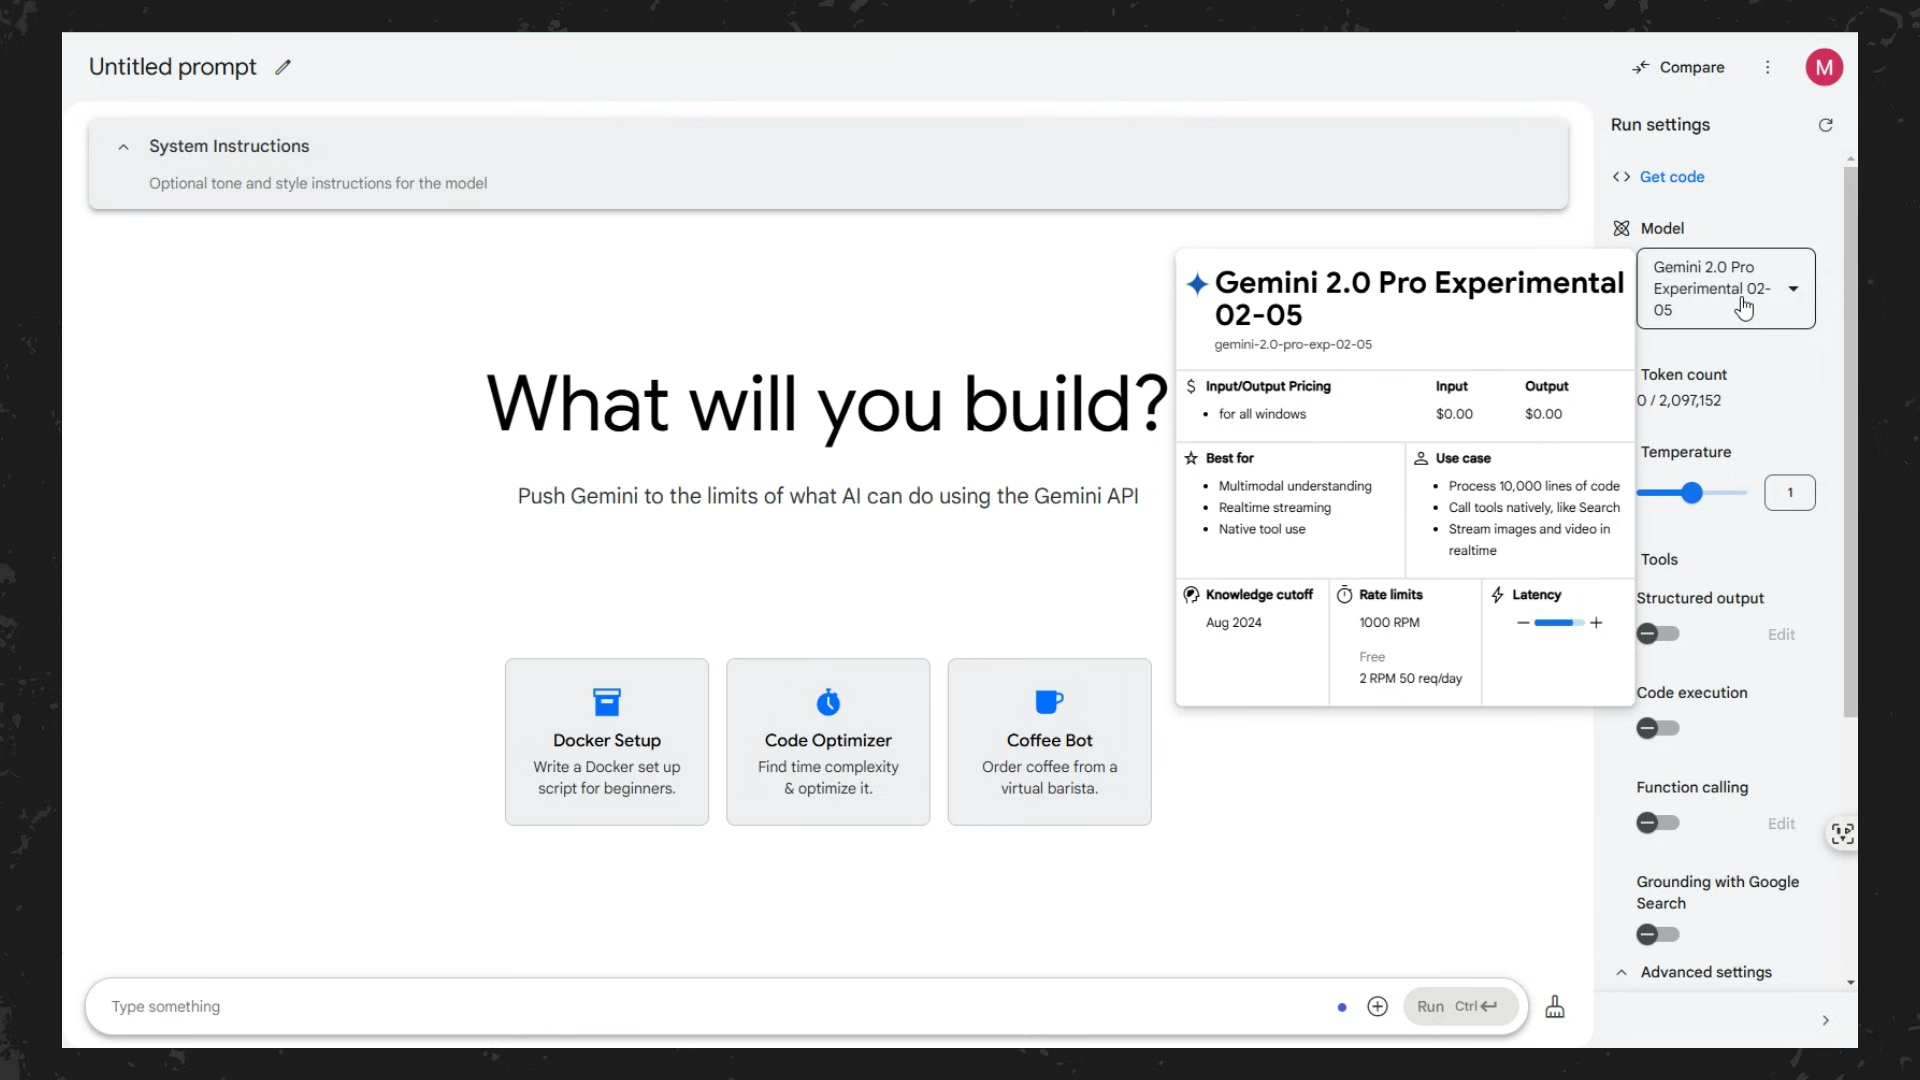 Untitled prompt
Compare
M
System Instructions
Optional tone and style instructions for the model
What will you build?
Push Gemini to the limits of what AI can do using the Gemini API
Docker Setup
Write a Docker set up
script for beginners.
Code Optimizer
Find time complexity
& optimize it.
Coffee Bot
Order coffee from a
virtual barista.
Gemini 2.0 Pro Experimental
02-05
gemini-2.0-pro-exp-02-05
$ Input/Output Pricing Input Output
• for all windows $0.00 $0.00
Best for
• Multimodal understanding
• Realtime streaming
• Native tool use
Use case
• Process 10,000 lines of code
• Call tools natively, like Search
• Stream images and video in
realtime
Knowledge cutoff
Aug 2024
Rate limits
1000 RPM
Free
2 RPM 50 req/day
Latency
Run settings
Get code
Model
Gemini 2.0 Pro
Experimental 02-
05
Token count
0 / 2,097,152
Temperature
1
Tools
Structured output
Edit
Code execution
Function calling
Edit
Grounding with Google
Search
Advanced settings
Type something
Run Ctrl